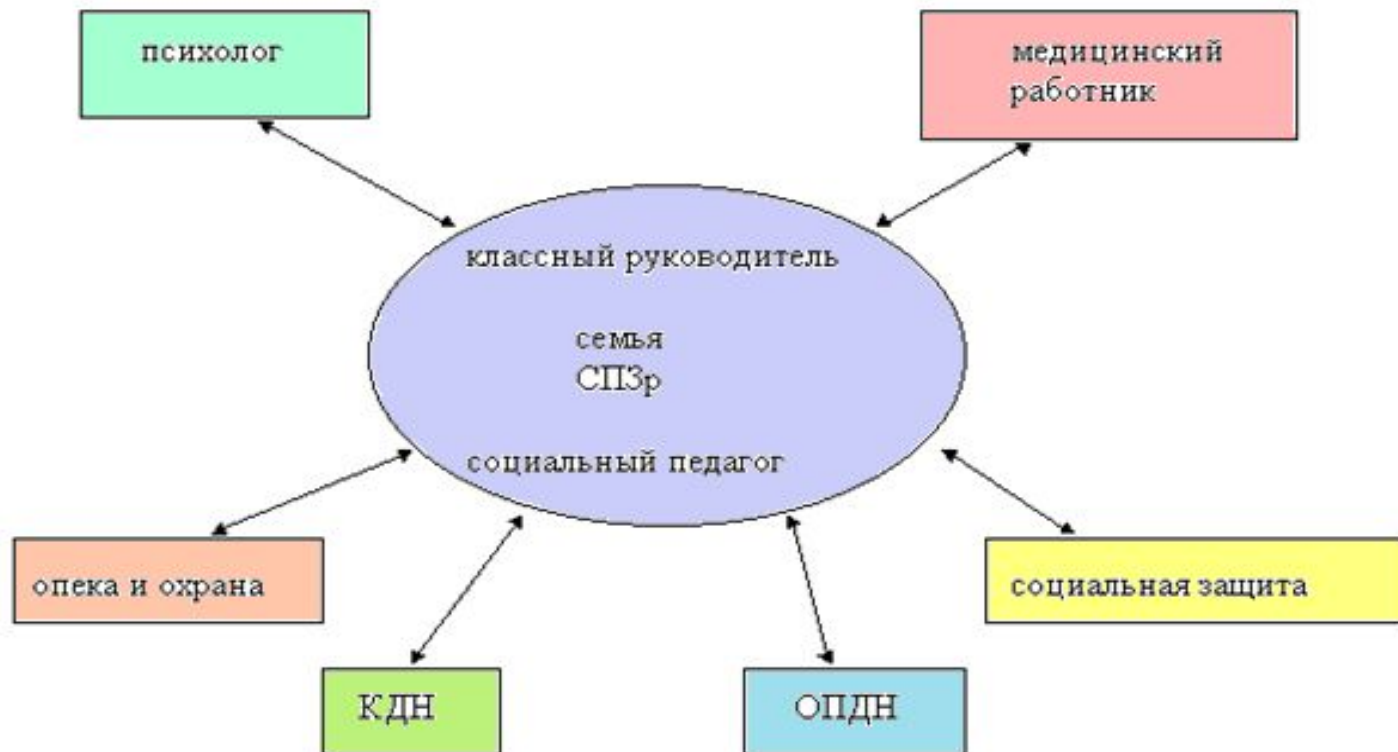 психолог
медицинский
работник
классный руководитель
семья
СПЗр
социальный педагог
опека и охрана
социальная защита
КДН
ОПДН